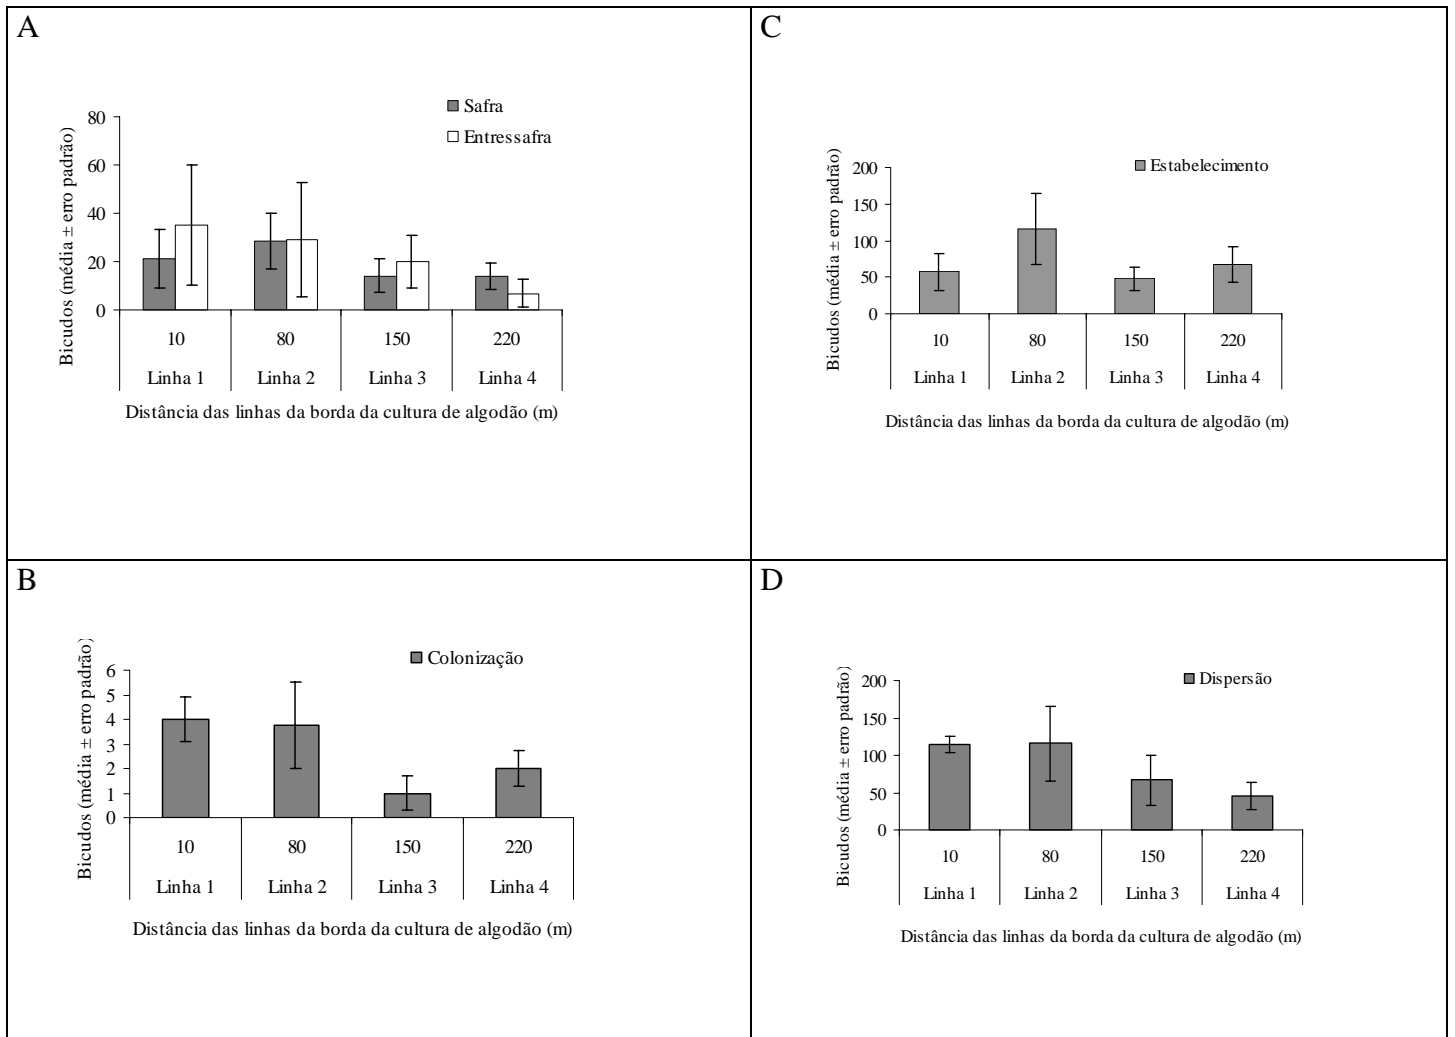 A
Bicudos (média ± erro padrão)
80
60
40
20
0
Safra
Entressafra
10 80 150 220
Linha 1 Linha 2 Linha 3 Linha 4
Distância das linhas da borda da cultura de algodão (m)
C
Bicudos (média ± erro padrão)
200
150
100
50
0
Estabelecimento
10 80 150 220
Linha 1 Linha 2 Linha 3 Linha 4
Distância das linhas da borda da cultura de algodão (m)
B
Bicudos (média ± erro padrão)
6
5
4
3
2
1
0
Colonização
10 80 150 220
Linha 1 Linha 2 Linha 3 Linha 4
Distância das linhas da borda da cultura de algodão (m)
D
Bicudos (média ± erro padrão)
200
150
100
50
0
Dispersão
10 80 150 220
Linha 1 Linha 2 Linha 3 Linha 4
Distância das linhas da borda da cultura de algodão (m)